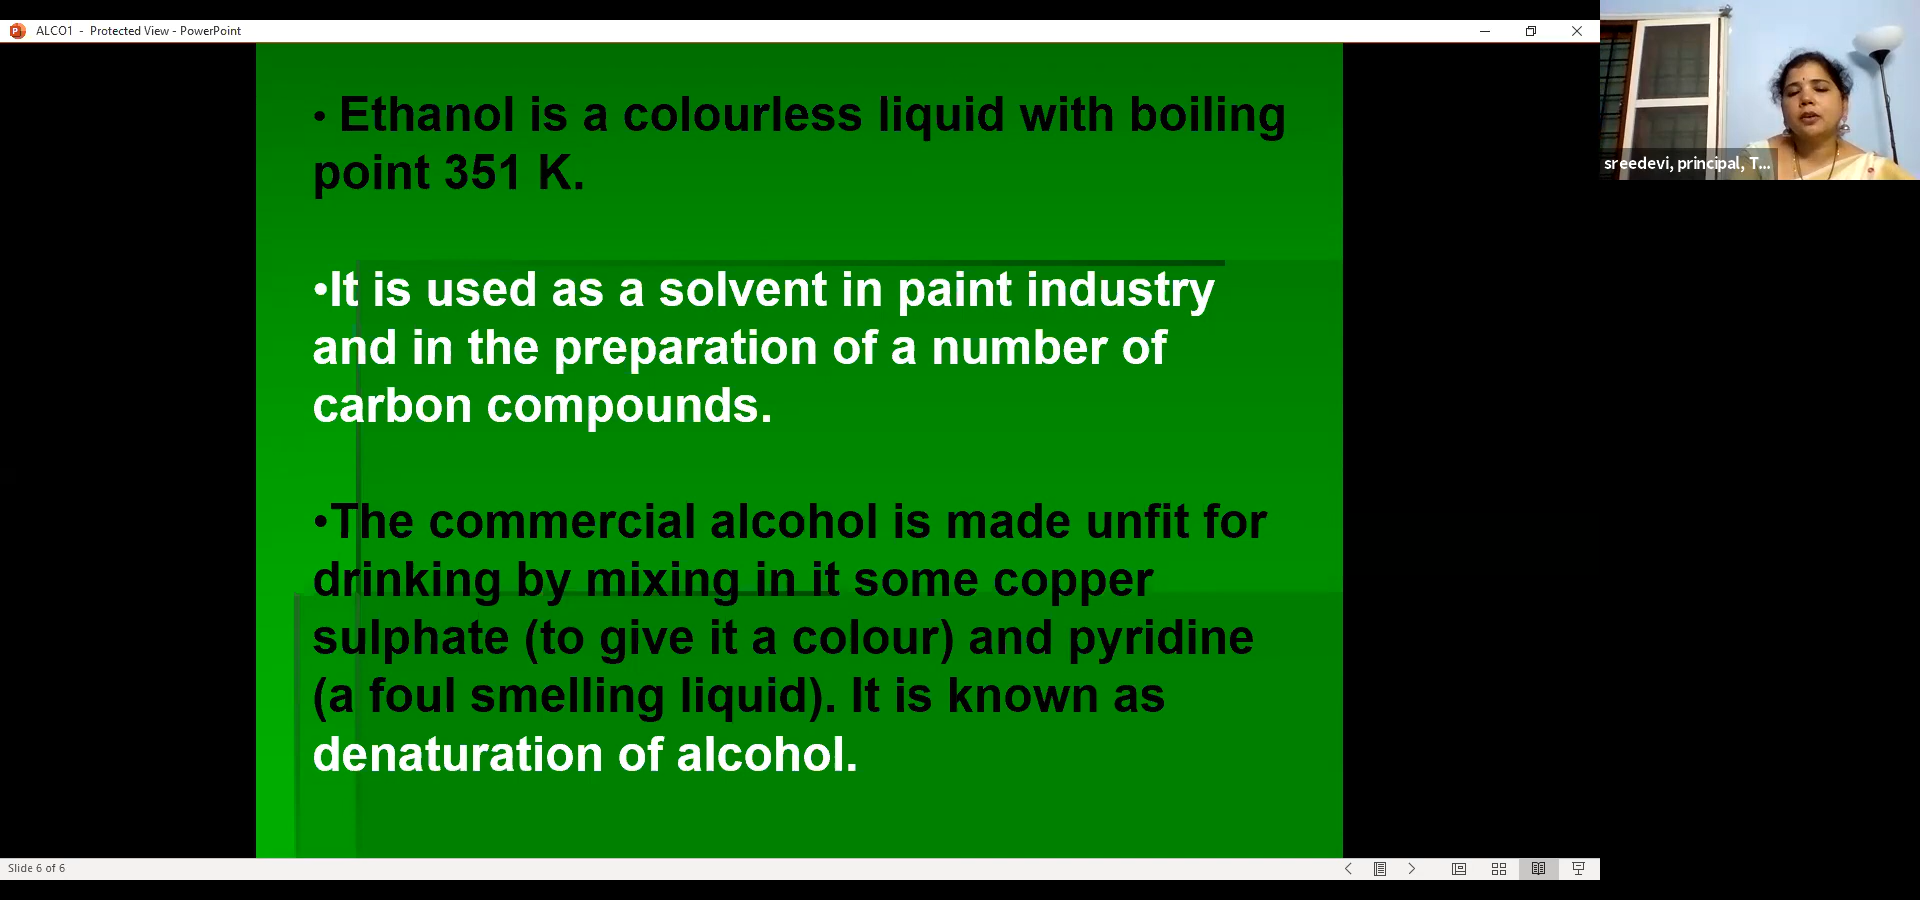 ALCO1 - Protected View - PowerPoint
• Ethanol is a colourless liquid with boiling
point 351 K.
•It is used as a solvent in paint industry
and in the preparation of a number of
carbon compounds.
•The commercial alcohol is made unfit for
drinking by mixing in it some copper
sulphate (to give it a colour) and pyridine
(a foul smelling liquid). It is known as
denaturation of alcohol.
sreedevi, principal, T...
Slide 6 of 6